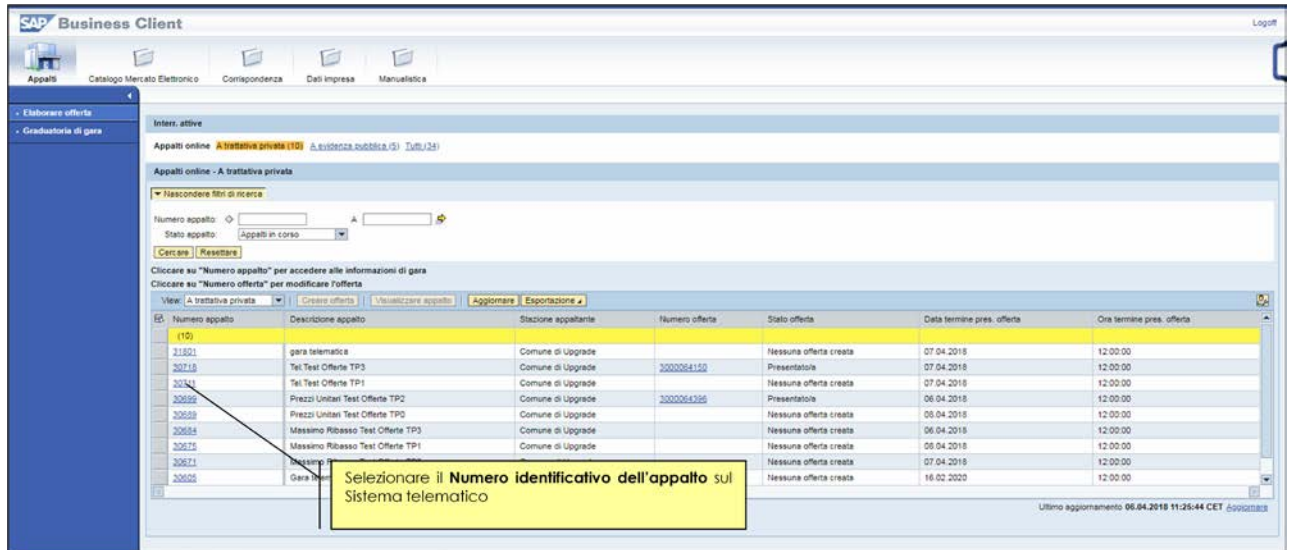 SAP Business Client
Logoff
Appalti
Catalogo Mercato Elettronico
Corrispondenza
Dati impresa
Manualistica
Elaborare offerta
Graduatoria di gara
Interr. attive
Appalti online A trattativa privata (10) A evidenza pubblica (5) Tutti (34)
Appalti online - A trattativa privata
Nascondere filtri di ricerca
Numero appalto: A
Stato appalto: Appalti in corso
Cercare Resettare
Cliccare su "Numero appalto" per accedere alle informazioni di gara
Cliccare su "Numero offerta" per modificare l'offerta
View: A trattativa privata Creare offerta Visualizzare appalto Aggiornare Esportazione
Numero appalto Descrizione appalto Stazione appaltante Numero offerta Stato offerta Data termine pres. offerta Ora termine pres. offerta
(10)
31801 gara telematica Comune di Upgrade Nessuna offerta creata 07.04.2018 12:00:00
30718 Tel.Test Offerte TP3 Comune di Upgrade 3000064150 Presentato/a 07.04.2018 12:00:00
30711 Tel.Test Offerte TP1 Comune di Upgrade Nessuna offerta creata 07.04.2018 12:00:00
30699 Prezzi Unitari Test Offerte TP2 Comune di Upgrade 3000064396 Presentato/a 06.04.2018 12:00:00
30689 Prezzi Unitari Test Offerte TP0 Comune di Upgrade Nessuna offerta creata 08.04.2018 12:00:00
30684 Massimo Ribasso Test Offerte TP3 Comune di Upgrade Nessuna offerta creata 06.04.2018 12:00:00
30675 Massimo Ribasso Test Offerte TP1 Comune di Upgrade Nessuna offerta creata 08.04.2018 12:00:00
30671 Massimo Nessuna offerta creata 07.04.2018 12:00:00
30605 Gara Nessuna offerta creata 16.02.2020 12:00:00
Selezionare il Numero identificativo dell'appalto sul
Sistema telematico
Ultimo aggiornamento 06.04.2018 11:25:44 CET Aggiornare